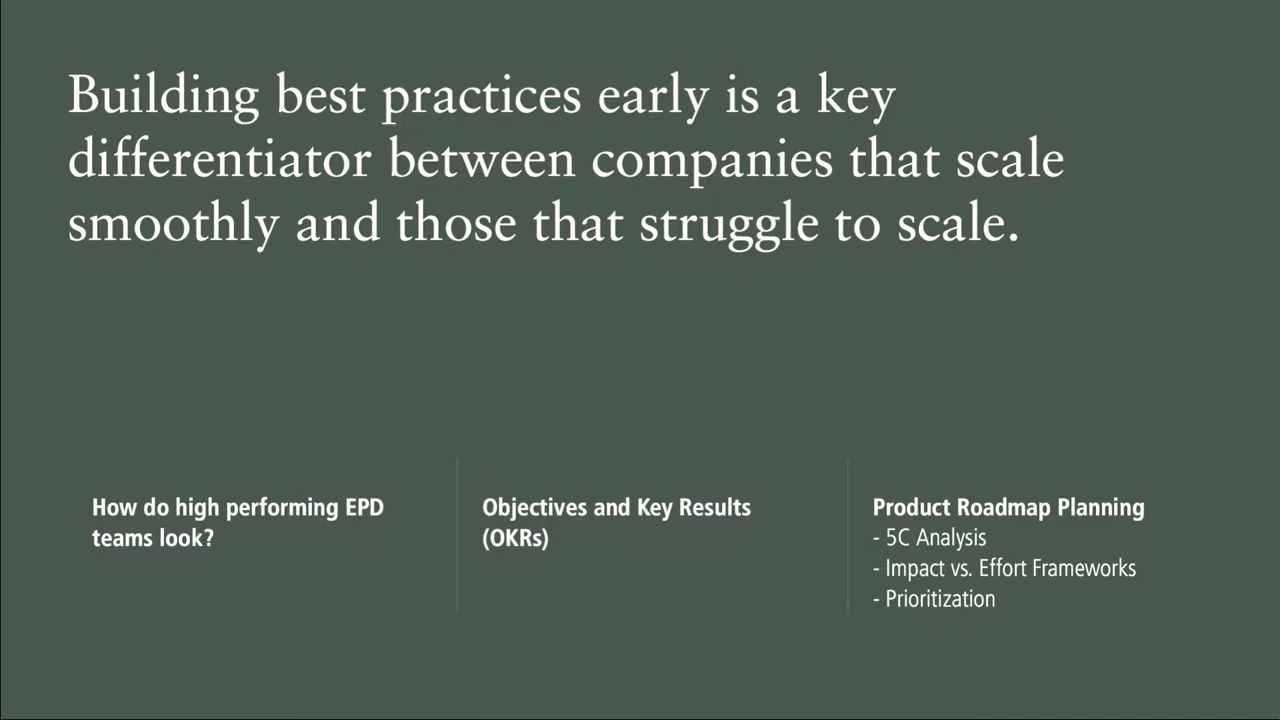 Building best practices early is a key
differentiator between companies that scale
smoothly and those that struggle to scale.
How do high performing EPD
teams look?
Objectives and Key Results
(OKRs)
Product Roadmap Planning
- 5C Analysis
- Impact vs. Effort Frameworks
- Prioritization